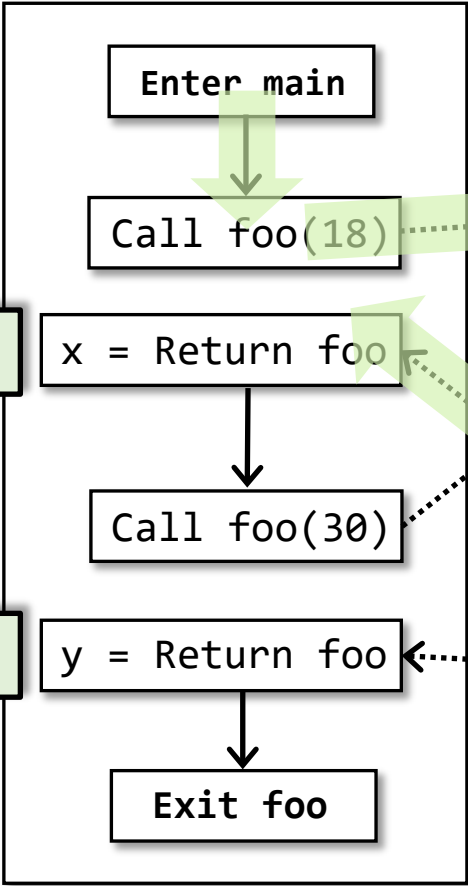 Enter main
Call foo(18)
x = Return foo
Call foo(30)
y = Return foo
Exit foo